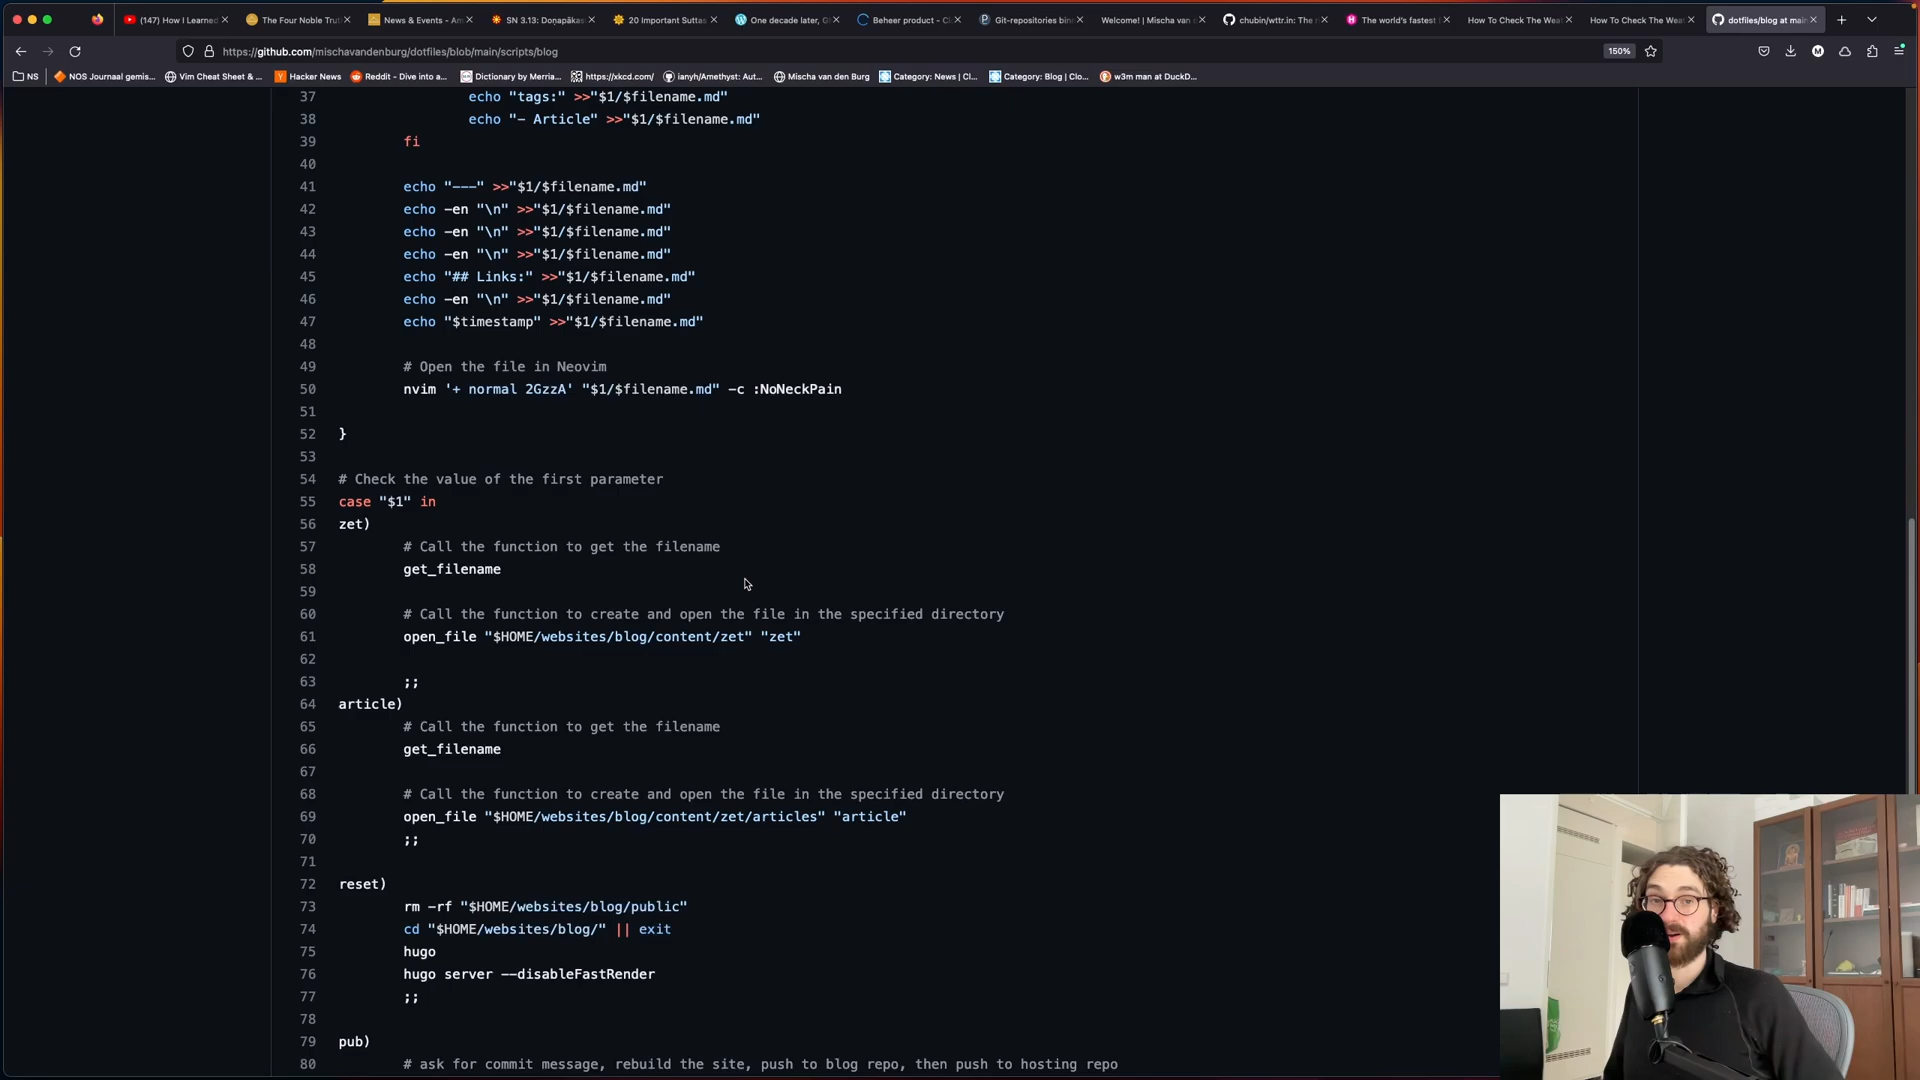 (147) How I Learned
The Four Noble Trut
News & Events - Am
SN 3.13: Doṇapākas
20 Important Suttas
One decade later, G
Beheer product - Cl
Git-repositories bin
Welcome! | Mischa van d
chubin/wttr.in: The r
The world's fastest f
How To Check The Wea
How To Check The Wea
dotfiles/blog at main
https://github.com/mischavandenburg/dotfiles/blob/main/scripts/blog
150%
NS
NOS Journaal gemis...
Vim Cheat Sheet & ...
Hacker News
Reddit - Dive into a...
Dictionary by Merria...
https://xkcd.com/
ianyh/Amethyst: Aut...
Mischa van den Burg
Category: News | Cl...
Category: Blog | Clo...
w3m man at DuckD...
37 echo "tags:" >>"$1/$filename.md"
38 echo "- Article" >>"$1/$filename.md"
39 fi
40
41 echo "---" >>"$1/$filename.md"
42 echo -en "\n" >>"$1/$filename.md"
43 echo -en "\n" >>"$1/$filename.md"
44 echo -en "\n" >>"$1/$filename.md"
45 echo "## Links:" >>"$1/$filename.md"
46 echo -en "\n" >>"$1/$filename.md"
47 echo "$timestamp" >>"$1/$filename.md"
48
49 # Open the file in Neovim
50 nvim '+ normal 2GzzA' "$1/$filename.md" -c :NoNeckPain
51
52 }
53
54 # Check the value of the first parameter
55 case "$1" in
56 zet)
57 # Call the function to get the filename
58 get_filename
59
60 # Call the function to create and open the file in the specified directory
61 open_file "$HOME/websites/blog/content/zet" "zet"
62
63 ;;
64 article)
65 # Call the function to get the filename
66 get_filename
67
68 # Call the function to create and open the file in the specified directory
69 open_file "$HOME/websites/blog/content/zet/articles" "article"
70 ;;
71
72 reset)
73 rm -rf "$HOME/websites/blog/public"
74 cd "$HOME/websites/blog/" || exit
75 hugo
76 hugo server --disableFastRender
77 ;;
78
79 pub)
80 # ask for commit message, rebuild the site, push to blog repo, then push to hosting repo